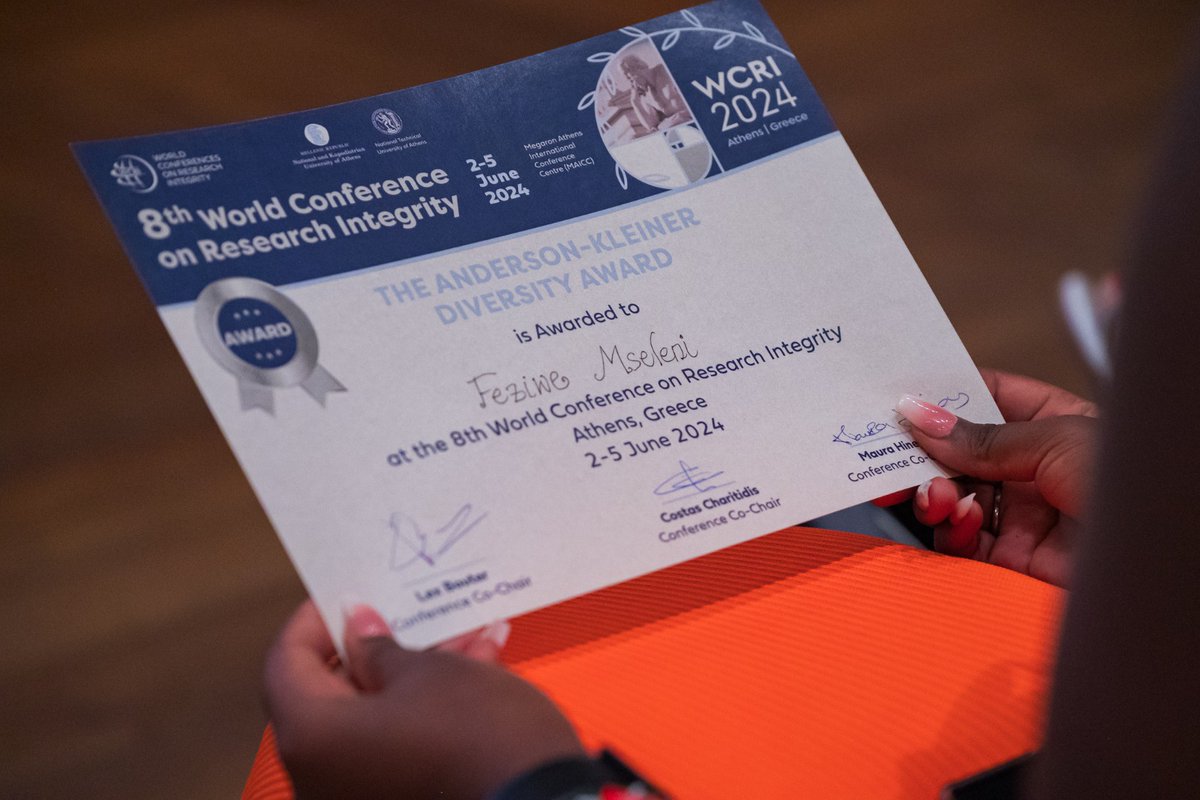 WORLD
CONFERENCES
ON RESEARCH
INTEGRITY
HELLENIC REPUBLIC
National and Kapodistrian
University of Athens
National Technical
University of Athens
8th World Conference
on Research Integrity
2-5
June
2024
Megaron Athens
International
Conference
Centre (MAICC)
WCRI
2024
Athens | Greece
AWARD
THE ANDERSON-KLEINER
DIVERSITY AWARD
is Awarded to
Feziwe Mseleni
at the 8th World Conference on Research Integrity
Athens, Greece
2-5 June 2024
Lex Bouter
Conference Co-Chair
Costas Charitidis
Conference Co-Chair
Maura
Conference